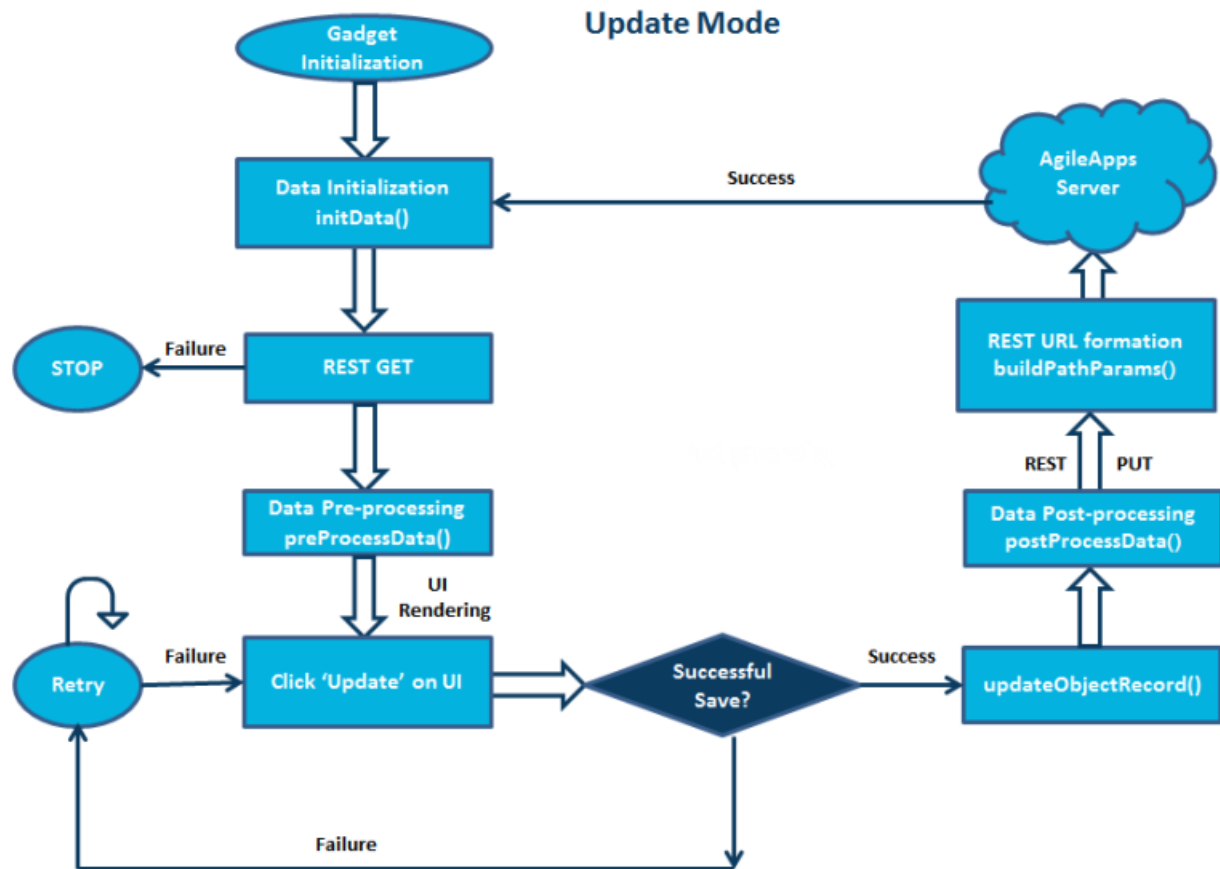 Update Mode
Gadget
Initialization
AgileApps
Server
Success
Data Initialization
initData()
REST URL formation
buildPathParams()
Failure
STOP
REST GET
REST PUT
Data Pre-processing
preProcessData()
Data Post-processing
postProcessData()
UI
Rendering
Failure
Retry
Click ‘Update’ on UI
Successful
Save?
Success
updateObjectRecord()
Failure